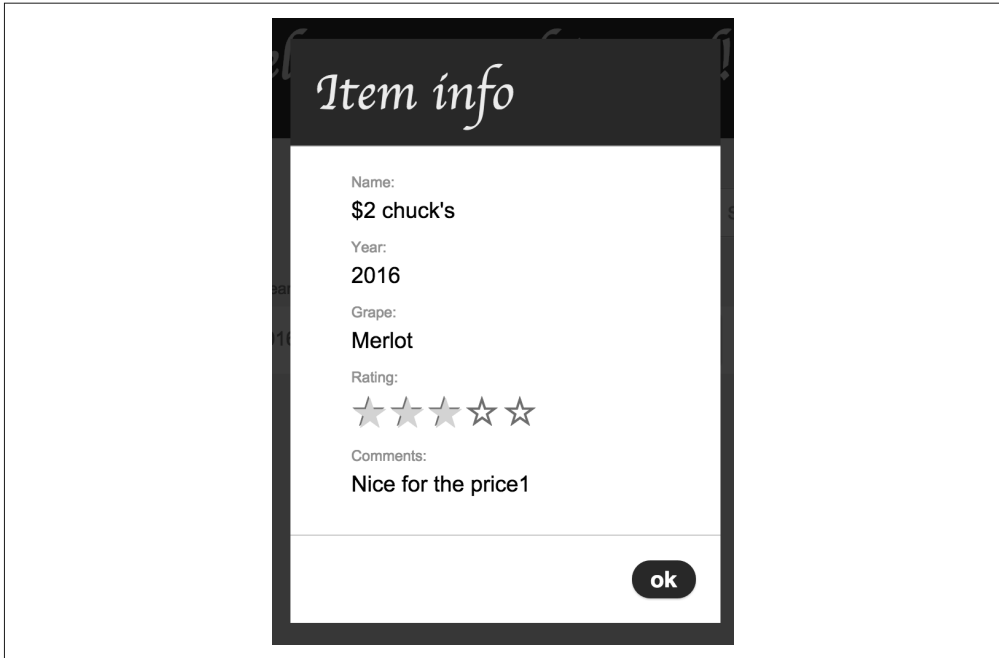 Item info
Name:
$2 chuck's
Year:
2016
Grape:
Merlot
Rating:
Comments:
Nice for the price1
ok